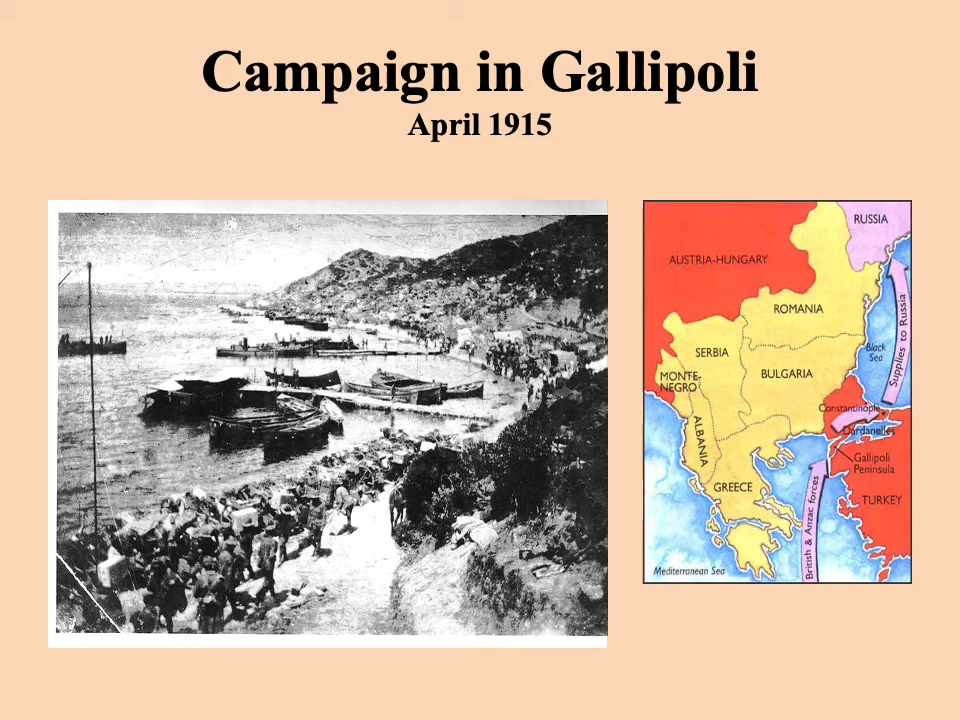 Campaign in Gallipoli
April 1915
RUSSIA
AUSTRIA-HUNGARY
ROMANIA
Supplies to Russia
Black
Sea
SERBIA
BULGARIA
MONTE-
NEGRO
Constantinople
ALBANIA
Dardanelles
Gallipoli
Peninsula
GREECE
TURKEY
British & Anzac forces
Mediterranean Sea